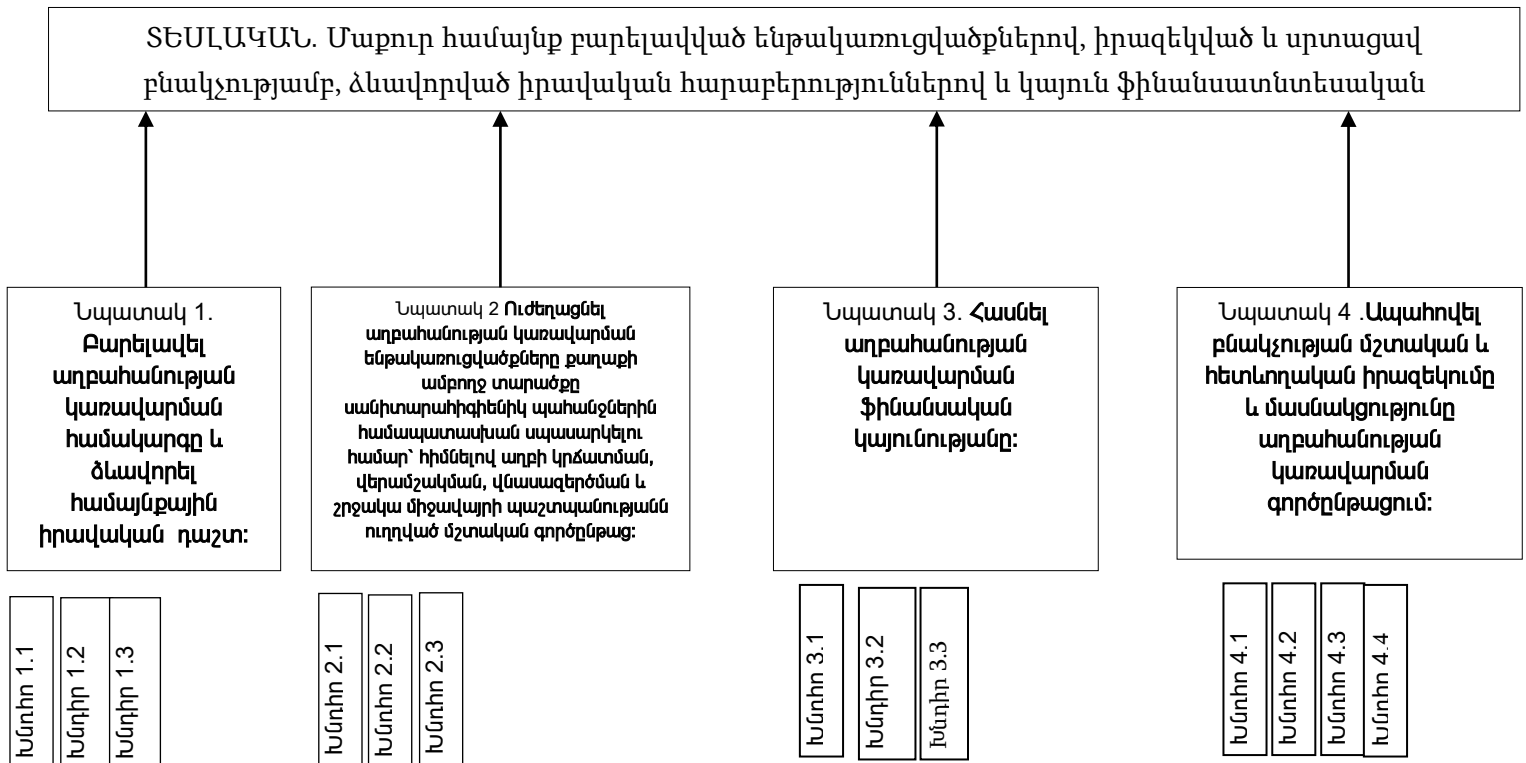 ՏԵՍԼԱԿԱՆ. Մաքուր համայնք բարելավված ենթակառուցվածքներով, իրազեկված և սրտացավ
բնակչությամբ, ձևավորված իրավական հարաբերություններով և կայուն ֆինանսատնտեսական
Նպատակ 1.
Բարելավել
աղբահանության
կառավարման
համակարգը և
ձևավորել
համայնքային
իրավական դաշտ:
Նպատակ 2 Ուժեղացնել
աղբահանության կառավարման
ենթակառուցվածքները քաղաքի
ամբողջ տարածքը
սանիտարահիգիենիկ պահանջներին
համապատասխան սպասարկելու
համար՝ հիմնելով աղբի կրճատման,
վերամշակման, վնասազերծման և
շրջակա միջավայրի պաշտպանությանն
ուղղված մշտական գործընթաց:
Նպատակ 3. Հասնել
աղբահանության
կառավարման
ֆինանսական
կայունությանը:
Նպատակ 4 .Ապահովել
բնակչության մշտական և
հետևողական իրազեկումը
և մասնակցությունը
աղբահանության
կառավարման
գործընթացում:
Խնդիր 1.1
Խնդիր 1.2
Խնդիր 1.3
Խնդիր 2.1
Խնդիր 2.2
Խնդիր 2.3
Խնդիր 3.1
Խնդիր 3.2
Խնդիր 3.3
Խնդիր 4.1
Խնդիր 4.2
Խնդիր 4.3
Խնդիր 4.4